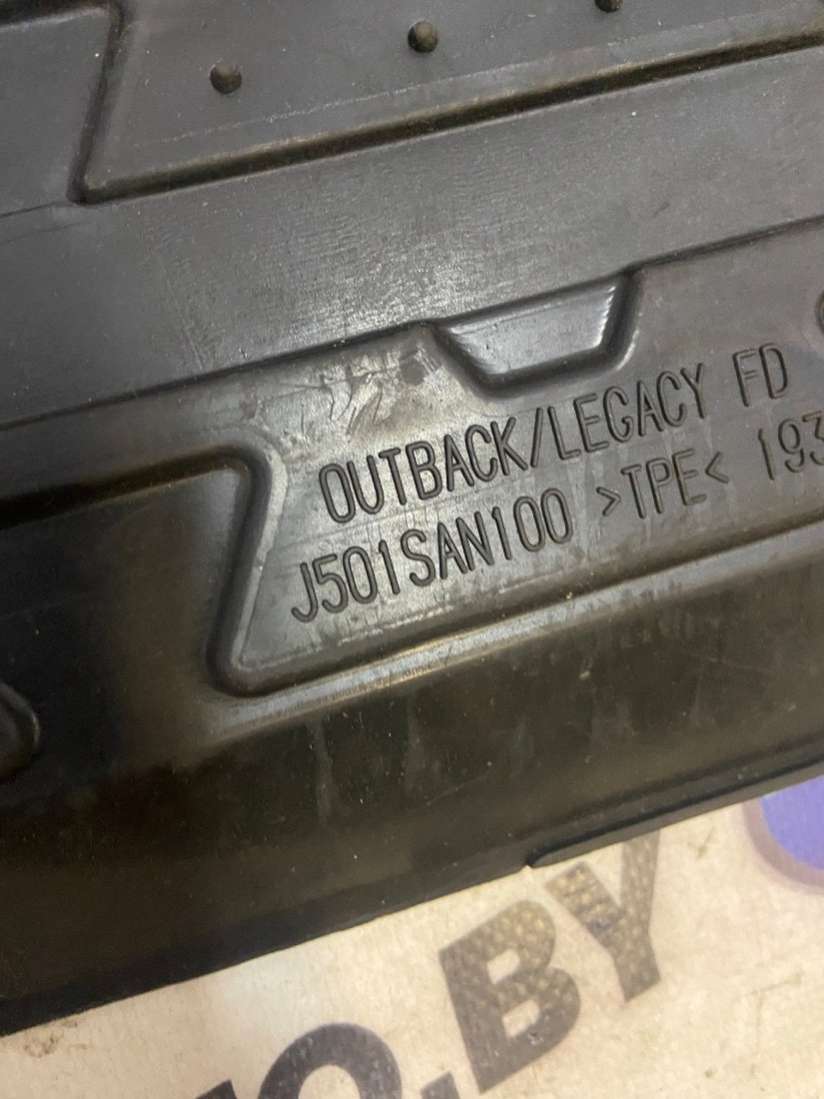 OUTBACK/LEGACY FD
J501SAN100 >TPE< 193
O.BY